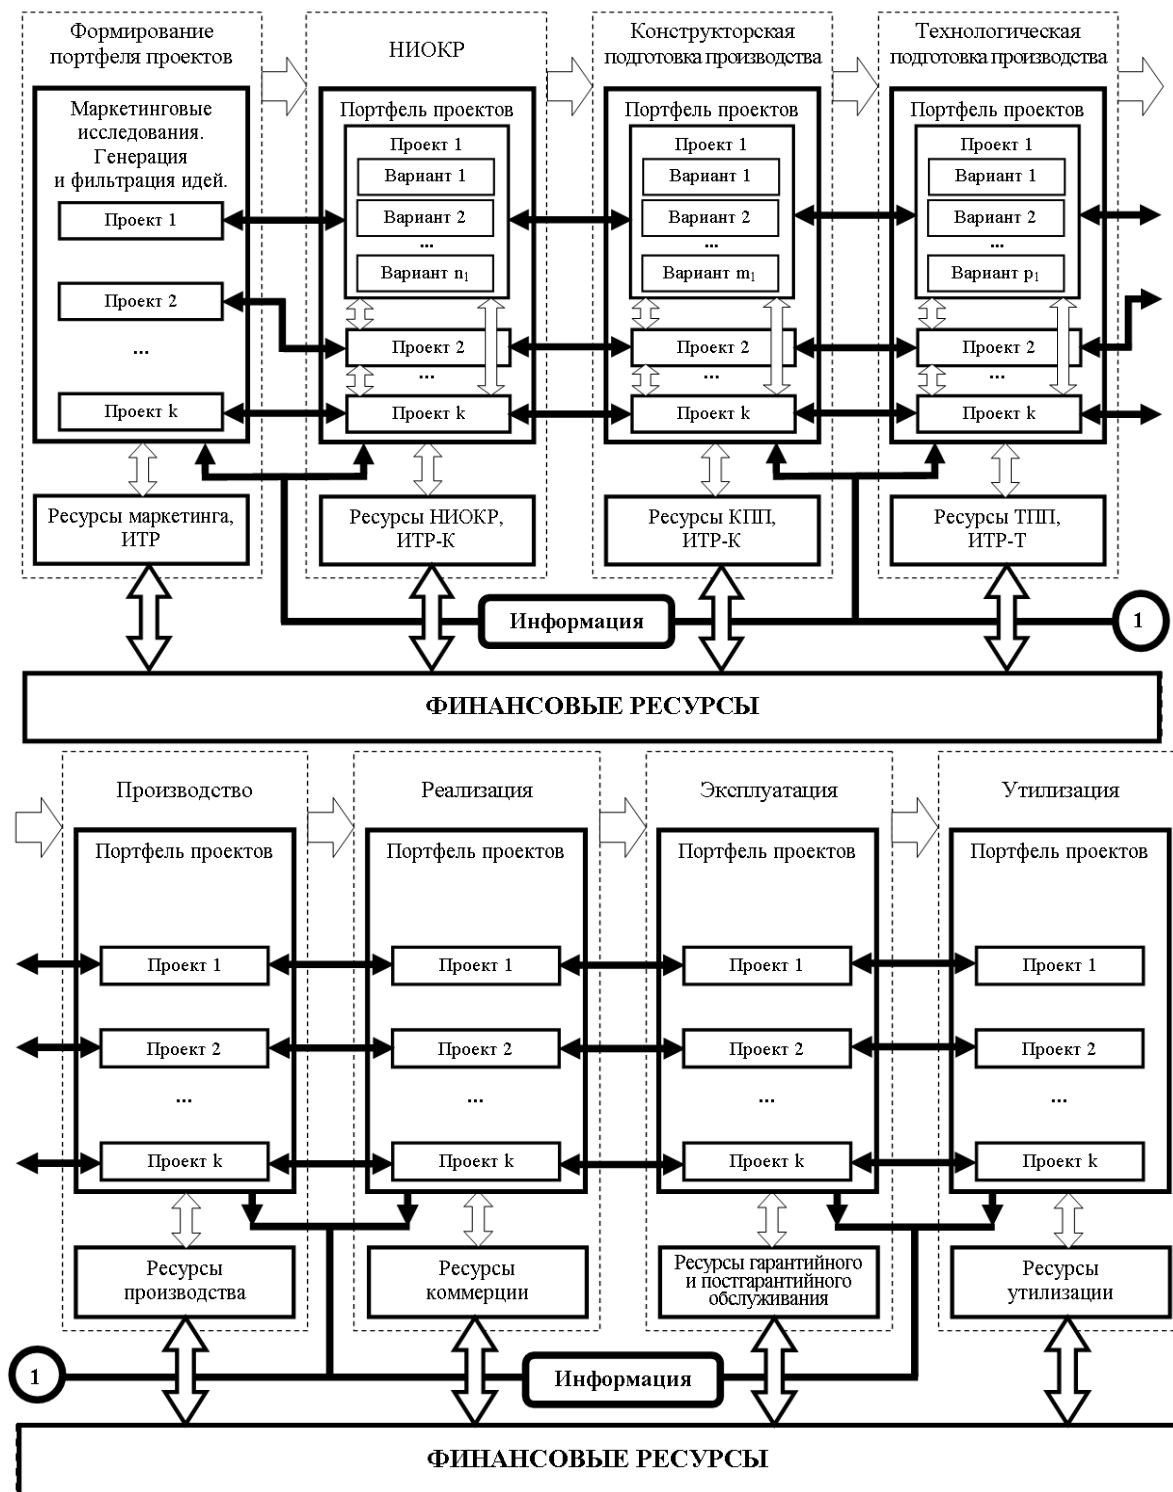 Формирование
портфеля проектов
Маркетинговые
исследования.
Генерация
и фильтрация идей.
Проект 1
Проект 2
...
Проект k
Ресурсы маркетинга,
ИТР
НИОКР
Портфель проектов
Проект 1
Вариант 1
Вариант 2
...
Вариант n1
Проект 2
...
Проект k
Ресурсы НИОКР,
ИТР-К
Конструкторская
подготовка производства
Портфель проектов
Проект 1
Вариант 1
Вариант 2
...
Вариант m1
Проект 2
...
Проект k
Ресурсы КПП,
ИТР-К
Технологическая
подготовка производства
Портфель проектов
Проект 1
Вариант 1
Вариант 2
...
Вариант p1
Проект 2
...
Проект k
Ресурсы ТПП,
ИТР-Т
Информация
1
ФИНАНСОВЫЕ РЕСУРСЫ
Производство
Портфель проектов
Проект 1
Проект 2
...
Проект k
Ресурсы
производства
Реализация
Портфель проектов
Проект 1
Проект 2
...
Проект k
Ресурсы
коммерции
Эксплуатация
Портфель проектов
Проект 1
Проект 2
...
Проект k
Ресурсы гарантийного
и постгарантийного
обслуживания
Утилизация
Портфель проектов
Проект 1
Проект 2
...
Проект k
Ресурсы
утилизации
1
Информация
ФИНАНСОВЫЕ РЕСУРСЫ